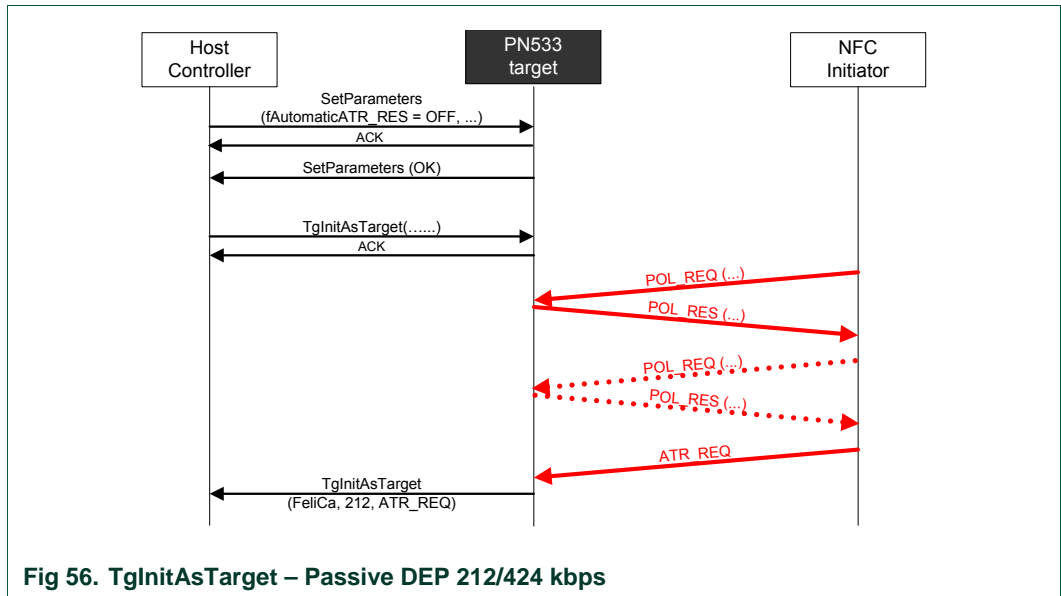 Host
Controller
PN533
target
NFC
Initiator
SetParameters
(fAutomaticATR_RES = OFF, ...)
ACK
SetParameters (OK)
TgInitAsTarget(…...)
ACK
POL_REQ (...)
POL_RES (...)
POL_REQ (...)
POL_RES (...)
ATR_REQ
TgInitAsTarget
(FeliCa, 212, ATR_REQ)
Fig 56. TgInitAsTarget – Passive DEP 212/424 kbps